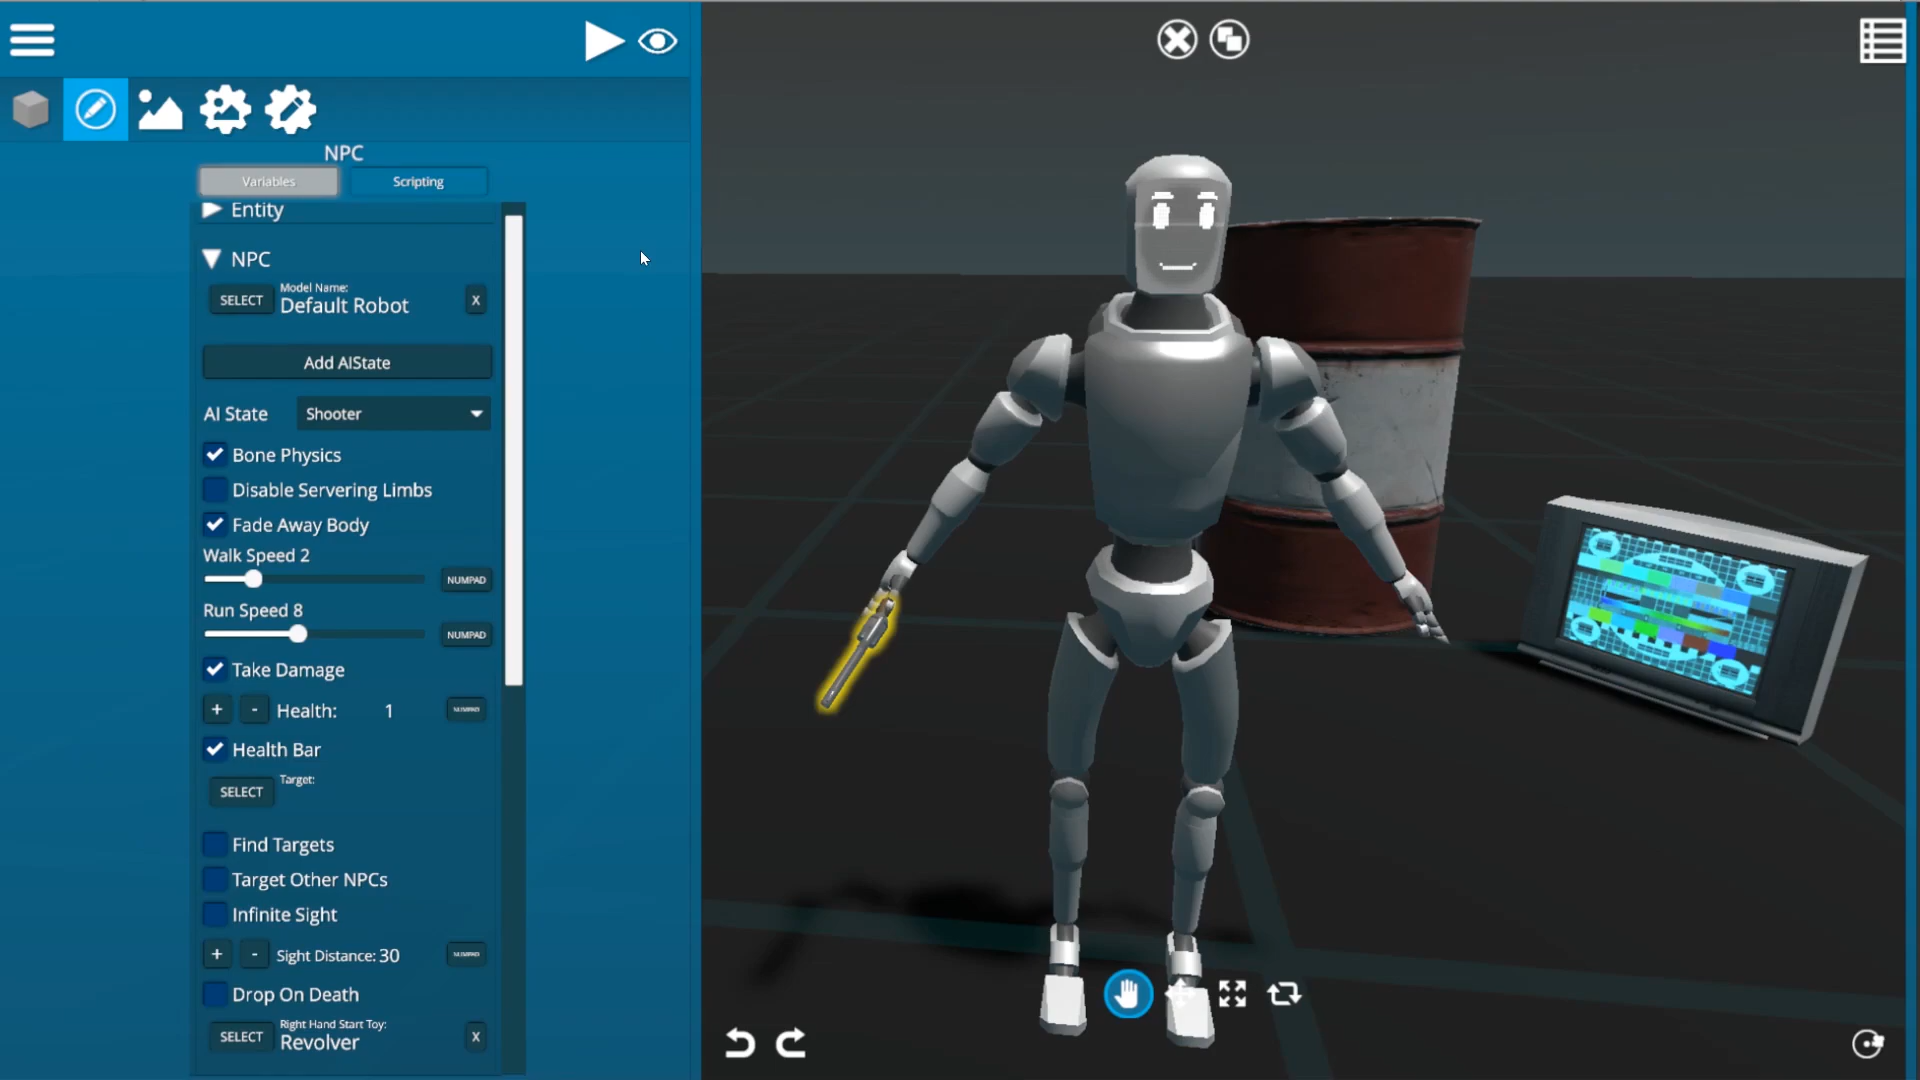 NPC
Variables
Scripting
Entity
NPC
SELECT
Model Name:
Default Robot
X
Add AIState
AI State
Shooter
Bone Physics
Disable Servering Limbs
Fade Away Body
Walk Speed 2
NUMPAD
Run Speed 8
NUMPAD
Take Damage
+ - Health: 1 NUMPAD
Health Bar
SELECT
Target:
Find Targets
Target Other NPCs
Infinite Sight
+ - Sight Distance: 30 NUMPAD
Drop On Death
SELECT
Right Hand Start Toy:
Revolver
X